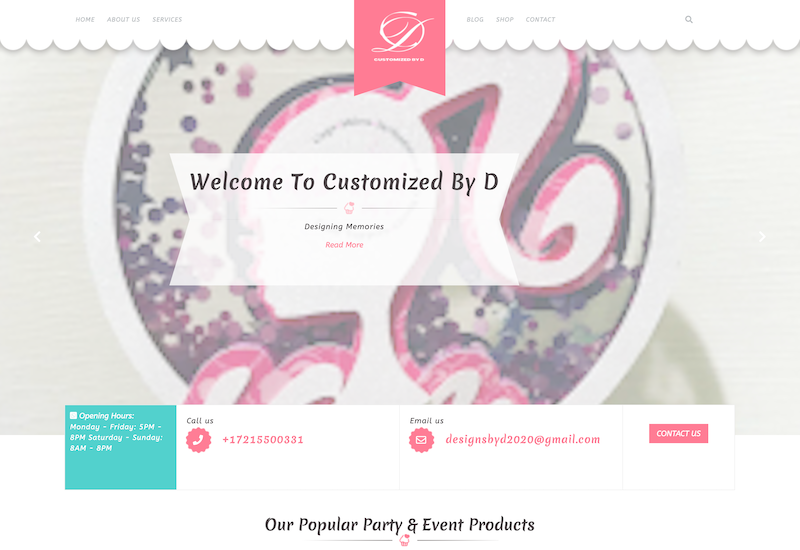 HOME ABOUT US SERVICES BLOG SHOP CONTACT
CUSTOMIZED BY D
Welcome To Customized By D
Designing Memories
Read More
Opening Hours:
Monday - Friday: 5PM -
8PM Saturday - Sunday:
8AM - 8PM
Call us
+17215500331
Email us
designsbyd2020@gmail.com
CONTACT US
Our Popular Party & Event Products